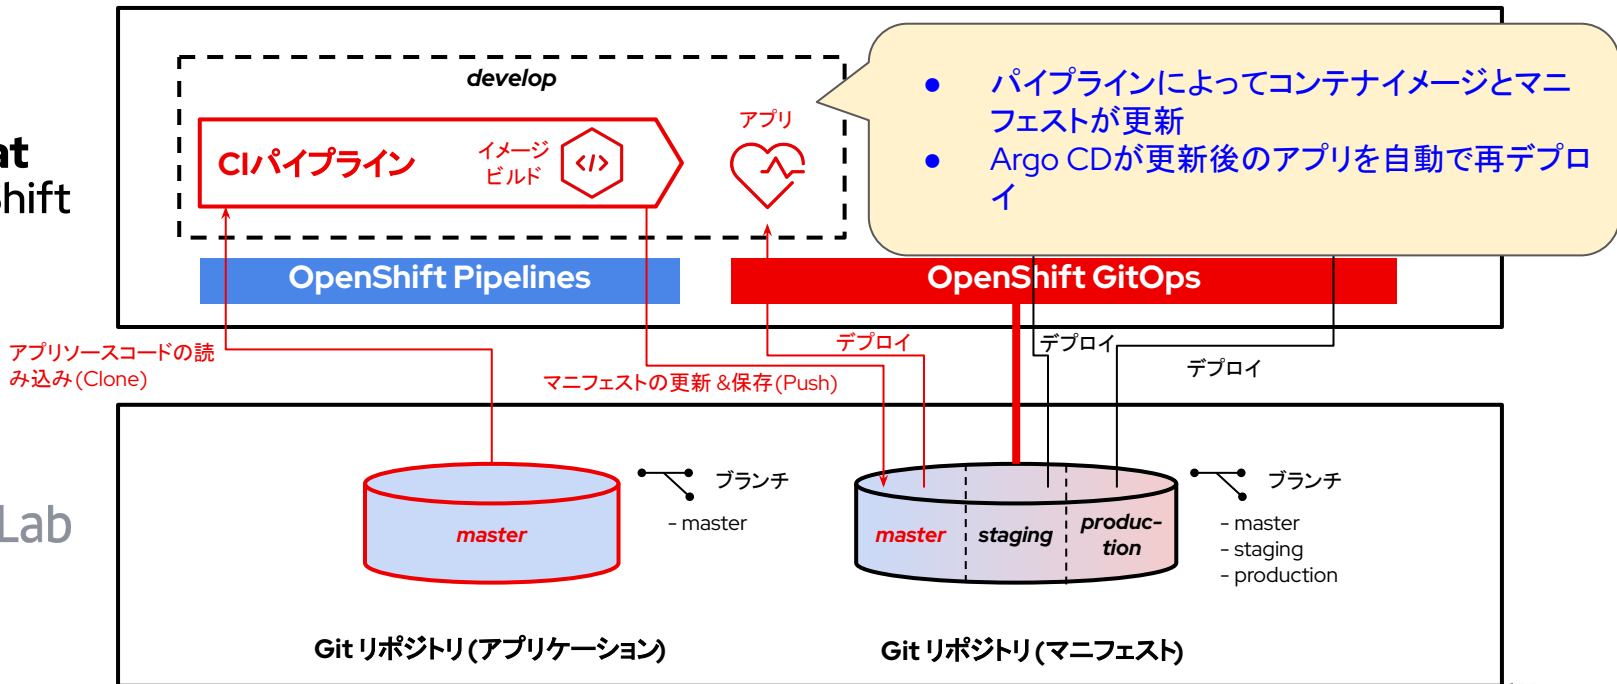 develop
CIパイプライン
イメージ
ビルド
アプリ
● パイプラインによってコンテナイメージとマニ
フェストが更新
● Argo CDが更新後のアプリを自動で再デプロ
イ
at
hift
OpenShift Pipelines
OpenShift GitOps
アプリソースコードの読
み込み(Clone)
マニフェストの更新 &保存(Push)
デプロイ
デプロイ
デプロイ
Lab
master
ブランチ
- master
master
staging
produc-
tion
ブランチ
- master
- staging
- production
Git リポジトリ(アプリケーション)
Git リポジトリ(マニフェスト)